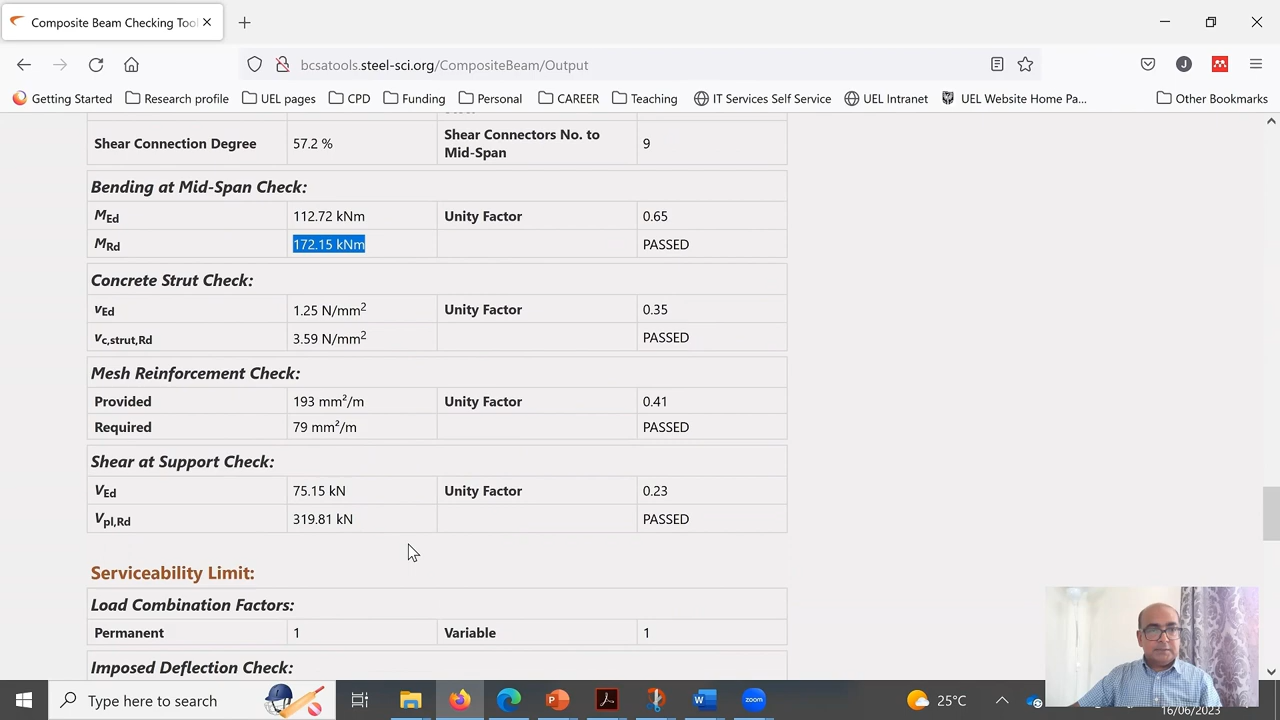 Composite Beam Checking Tool
bcsatools.steel-sci.org/CompositeBeam/Output
J
Getting Started Research profile UEL pages CPD Funding Personal CAREER Teaching IT Services Self Service UEL Intranet UEL Website Home Pa... Other Bookmarks
Shear Connection Degree 57.2 % Shear Connectors No. to Mid-Span 9
Bending at Mid-Span Check:
MEd 112.72 kNm Unity Factor 0.65
MRd 172.15 kNm PASSED
Concrete Strut Check:
vEd 1.25 N/mm² Unity Factor 0.35
vc,strut,Rd 3.59 N/mm² PASSED
Mesh Reinforcement Check:
Provided 193 mm²/m Unity Factor 0.41
Required 79 mm²/m PASSED
Shear at Support Check:
VEd 75.15 kN Unity Factor 0.23
Vpl,Rd 319.81 kN PASSED
Serviceability Limit:
Load Combination Factors:
Permanent 1 Variable 1
Imposed Deflection Check:
Type here to search 25°C
16/06/2023